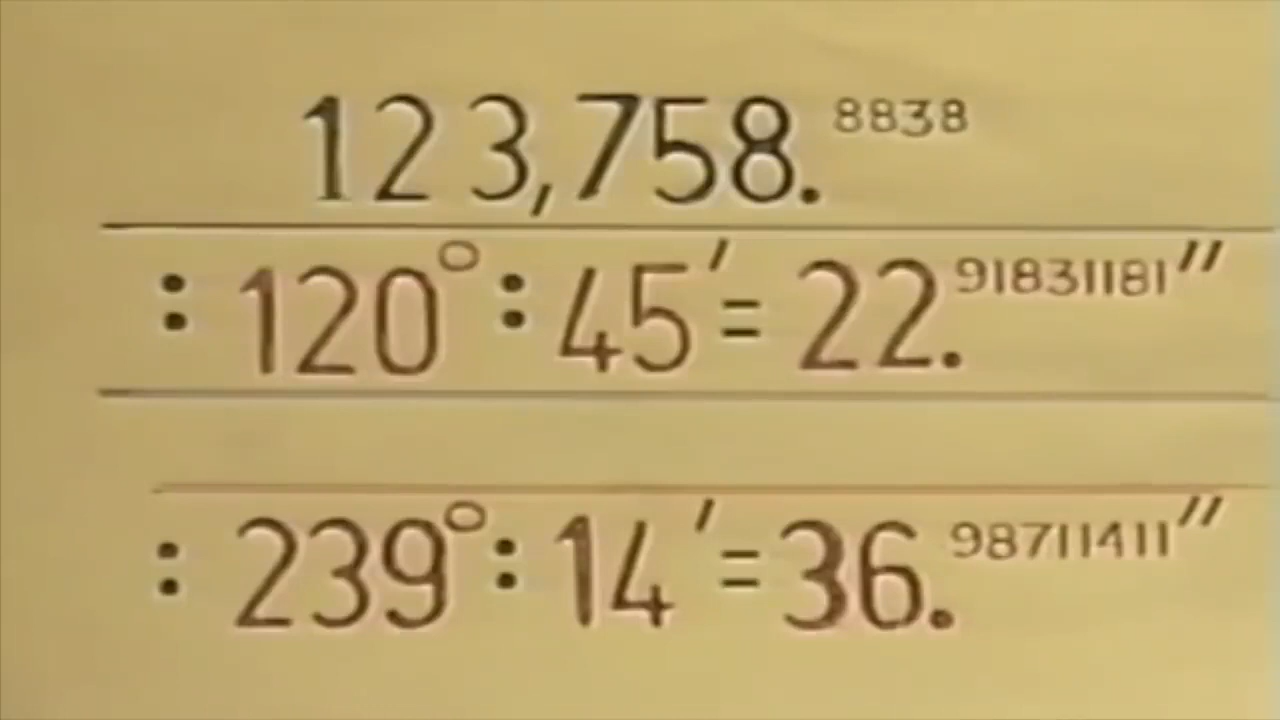 123,758.8838
: 120° : 45' = 22.91831181"
: 239° : 14' = 36.98711411"